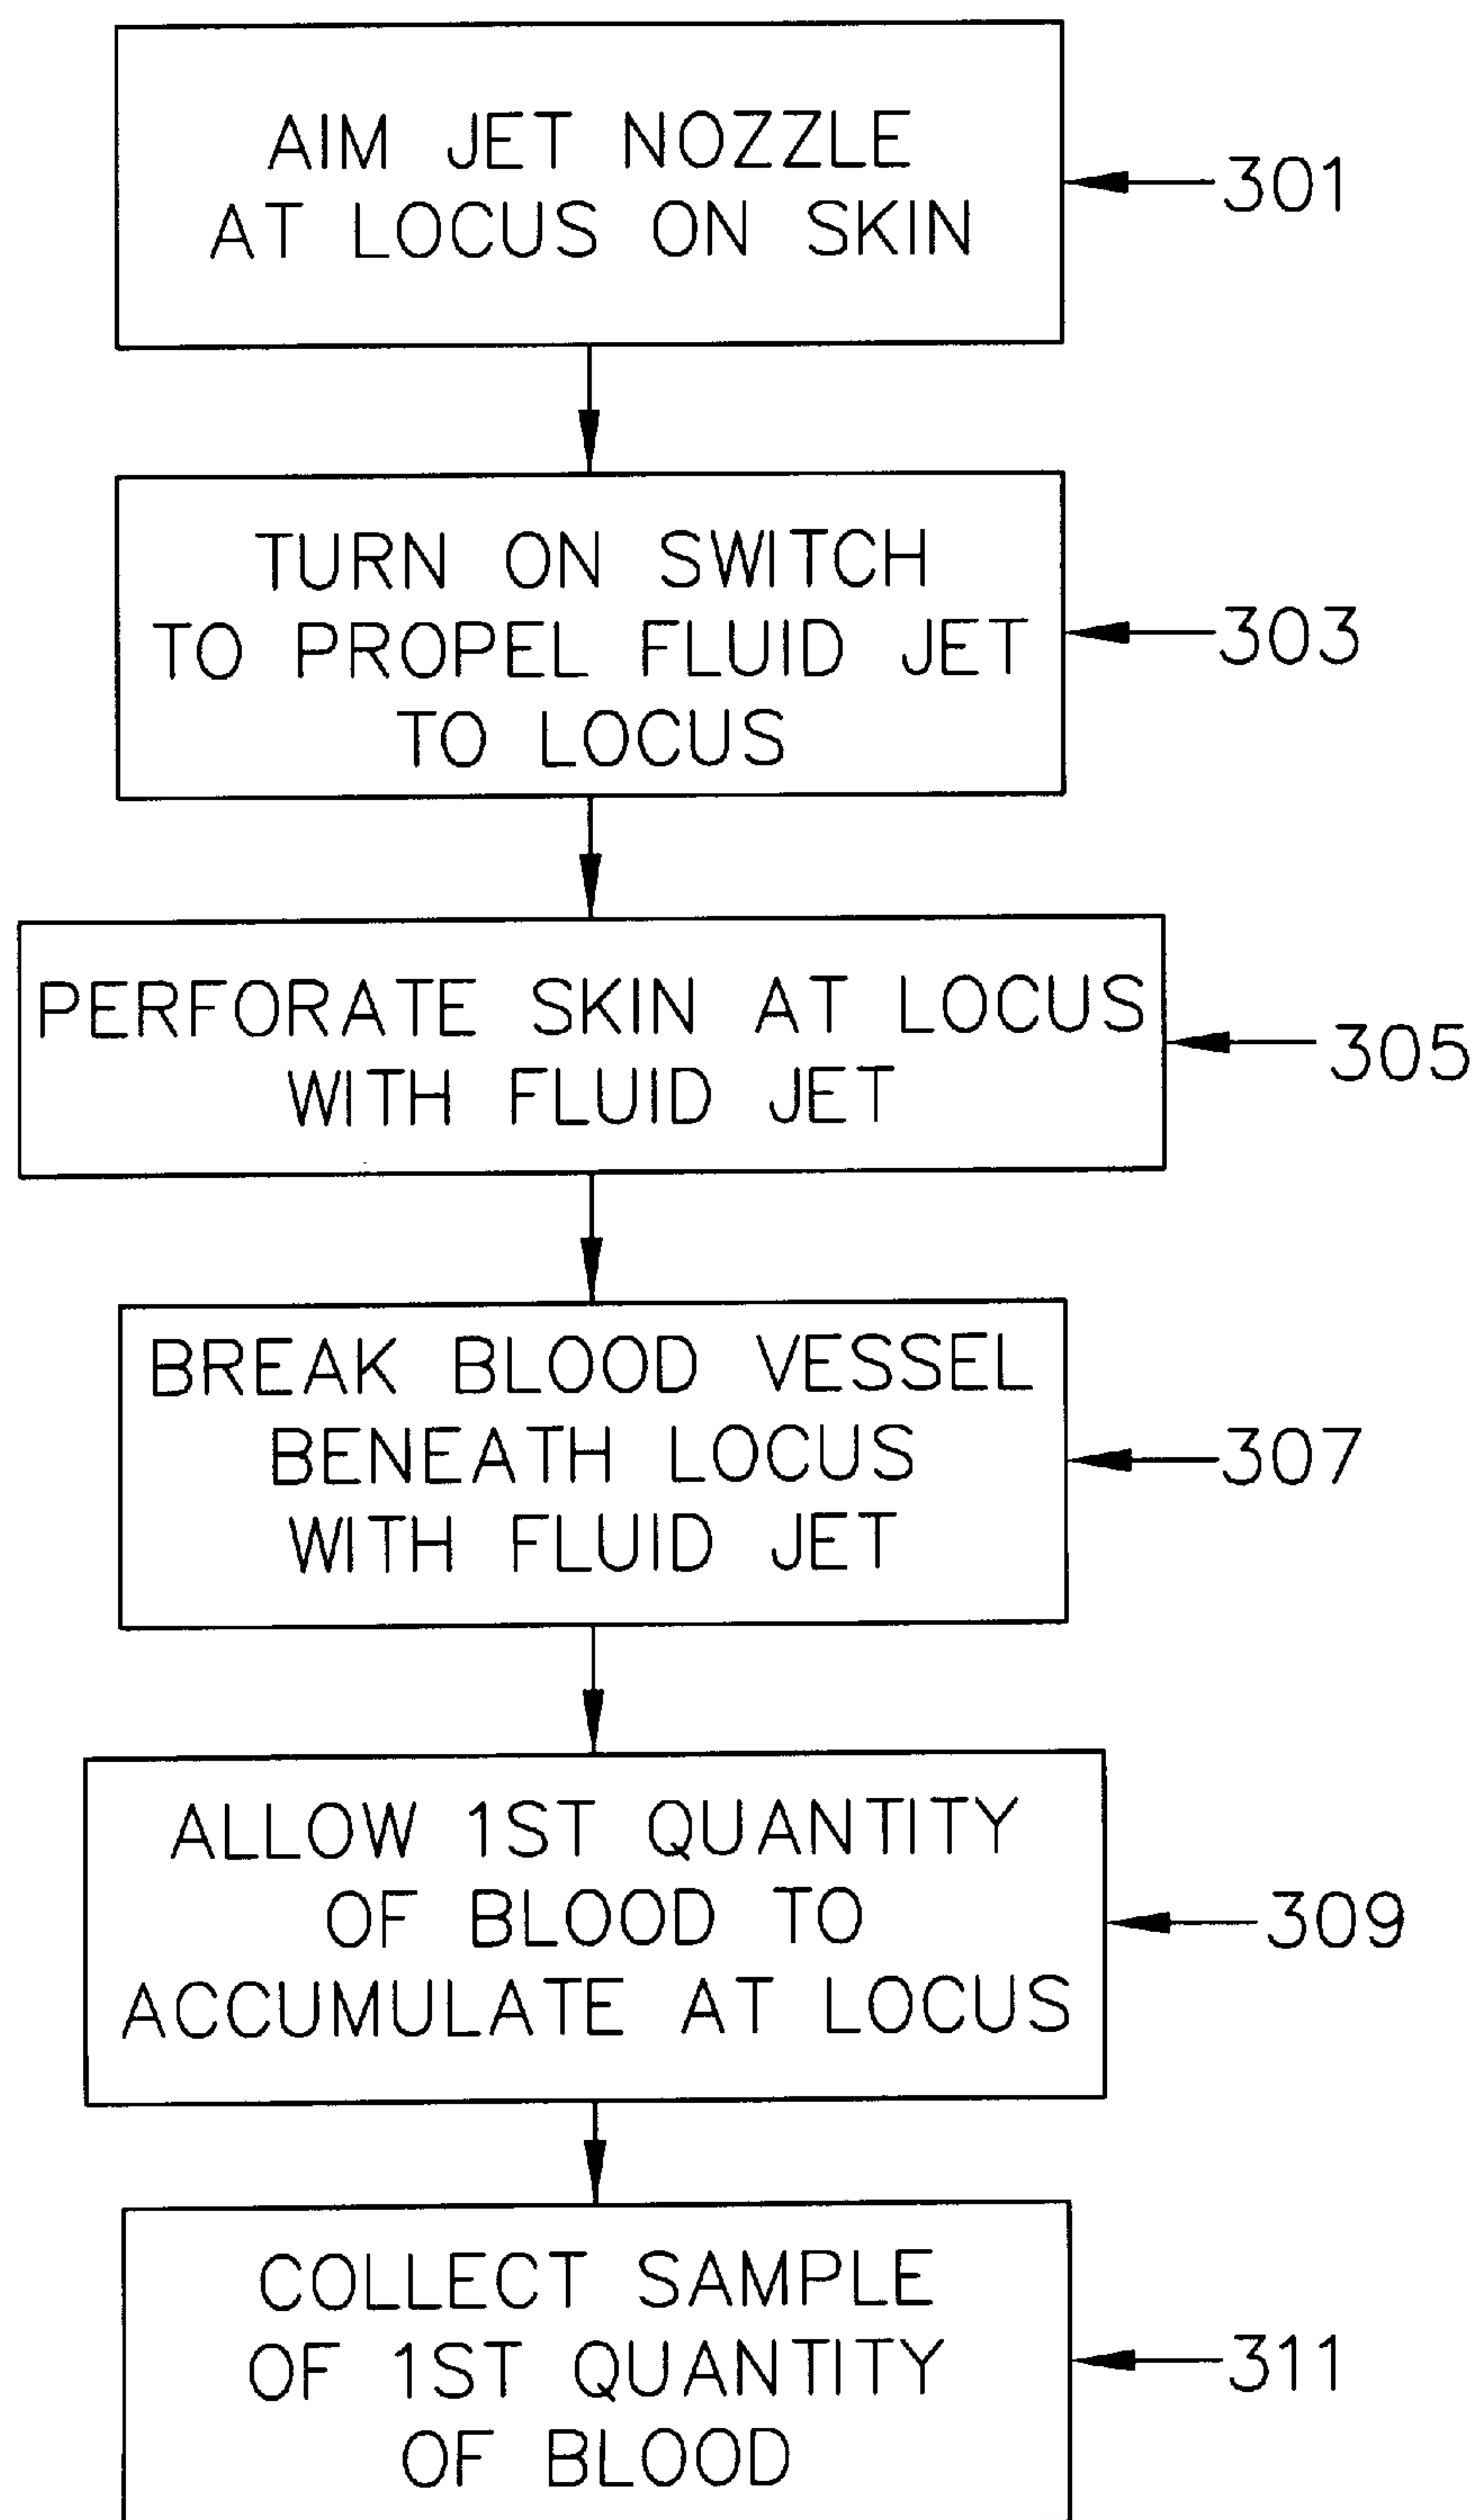 AIM JET NOZZLE
AT LOCUS ON SKIN
301
TURN ON SWITCH
TO PROPEL FLUID JET
TO LOCUS
303
PERFORATE SKIN AT LOCUS
WITH FLUID JET
305
BREAK BLOOD VESSEL
BENEATH LOCUS
WITH FLUID JET
307
ALLOW 1ST QUANTITY
OF BLOOD TO
ACCUMULATE AT LOCUS
309
COLLECT SAMPLE
OF 1ST QUANTITY
OF BLOOD
311